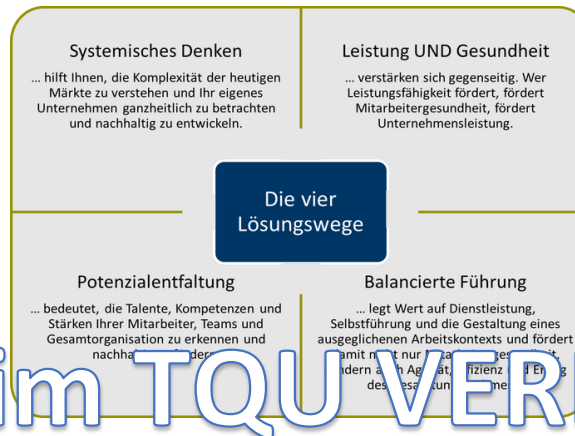 Systemisches Denken
... hilft Ihnen, die Komplexität der heutigen
Märkte zu verstehen und Ihr eigenes
Unternehmen ganzheitlich zu betrachten
und nachhaltig zu entwickeln.
Leistung UND Gesundheit
... verstärken sich gegenseitig. Wer
Leistungsfähigkeit fördert, fördert
Mitarbeitergesundheit, fördert
Unternehmensleistung.
Die vier
Lösungswege
Potenzialentfaltung
... bedeutet, die Talente, Kompetenzen und
Stärken Ihrer Mitarbeiter, Teams und
Gesamtorganisation zu erkennen und
Balancierte Führung
... legt Wert auf Dienstleistung,
Selbstführung und die Gestaltung eines
ausgeglichenen Arbeitskontexts und fördert
nur
im TQU VER